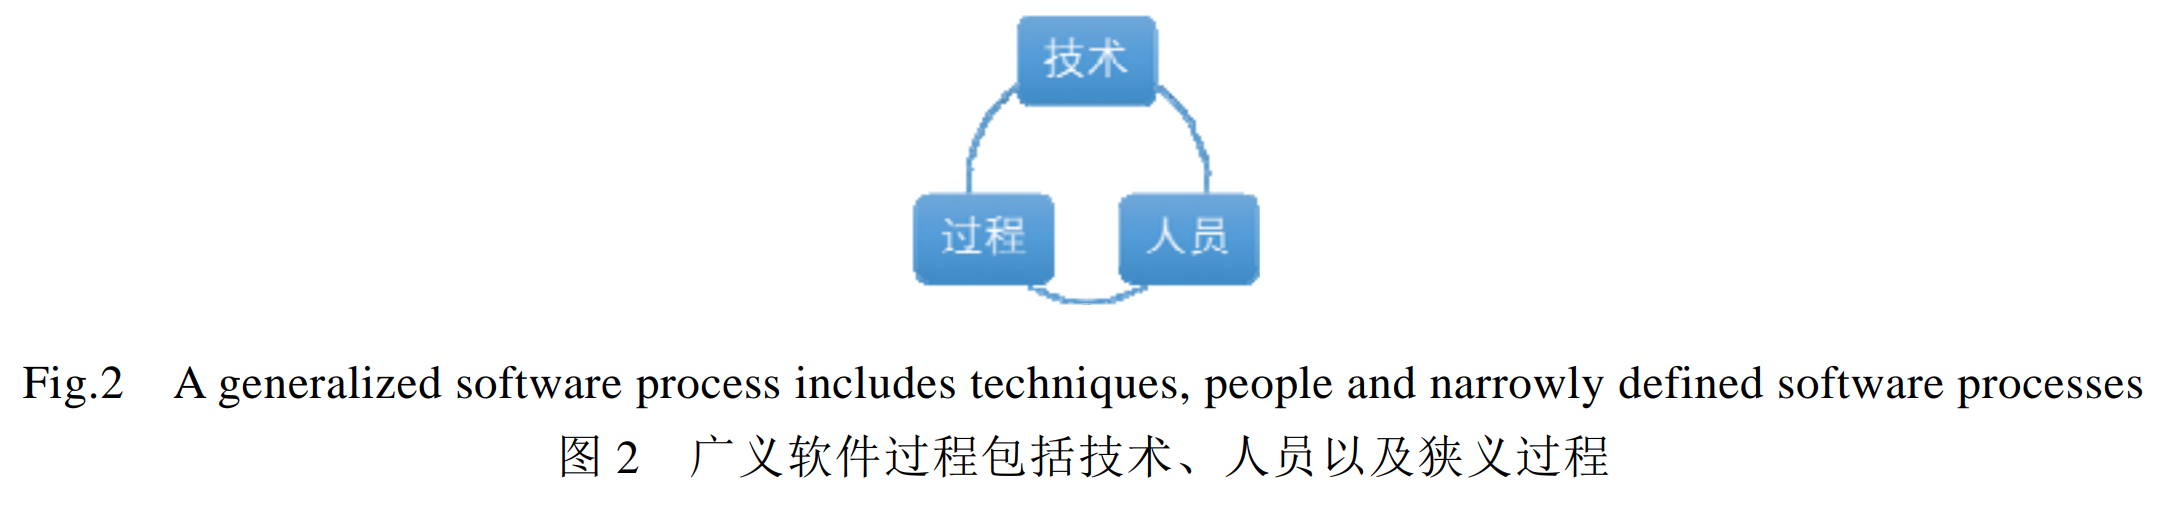 技术
过程
人员
Fig.2 A generalized software process includes techniques, people and narrowly defined software processes
图 2 广义软件过程包括技术、人员以及狭义过程